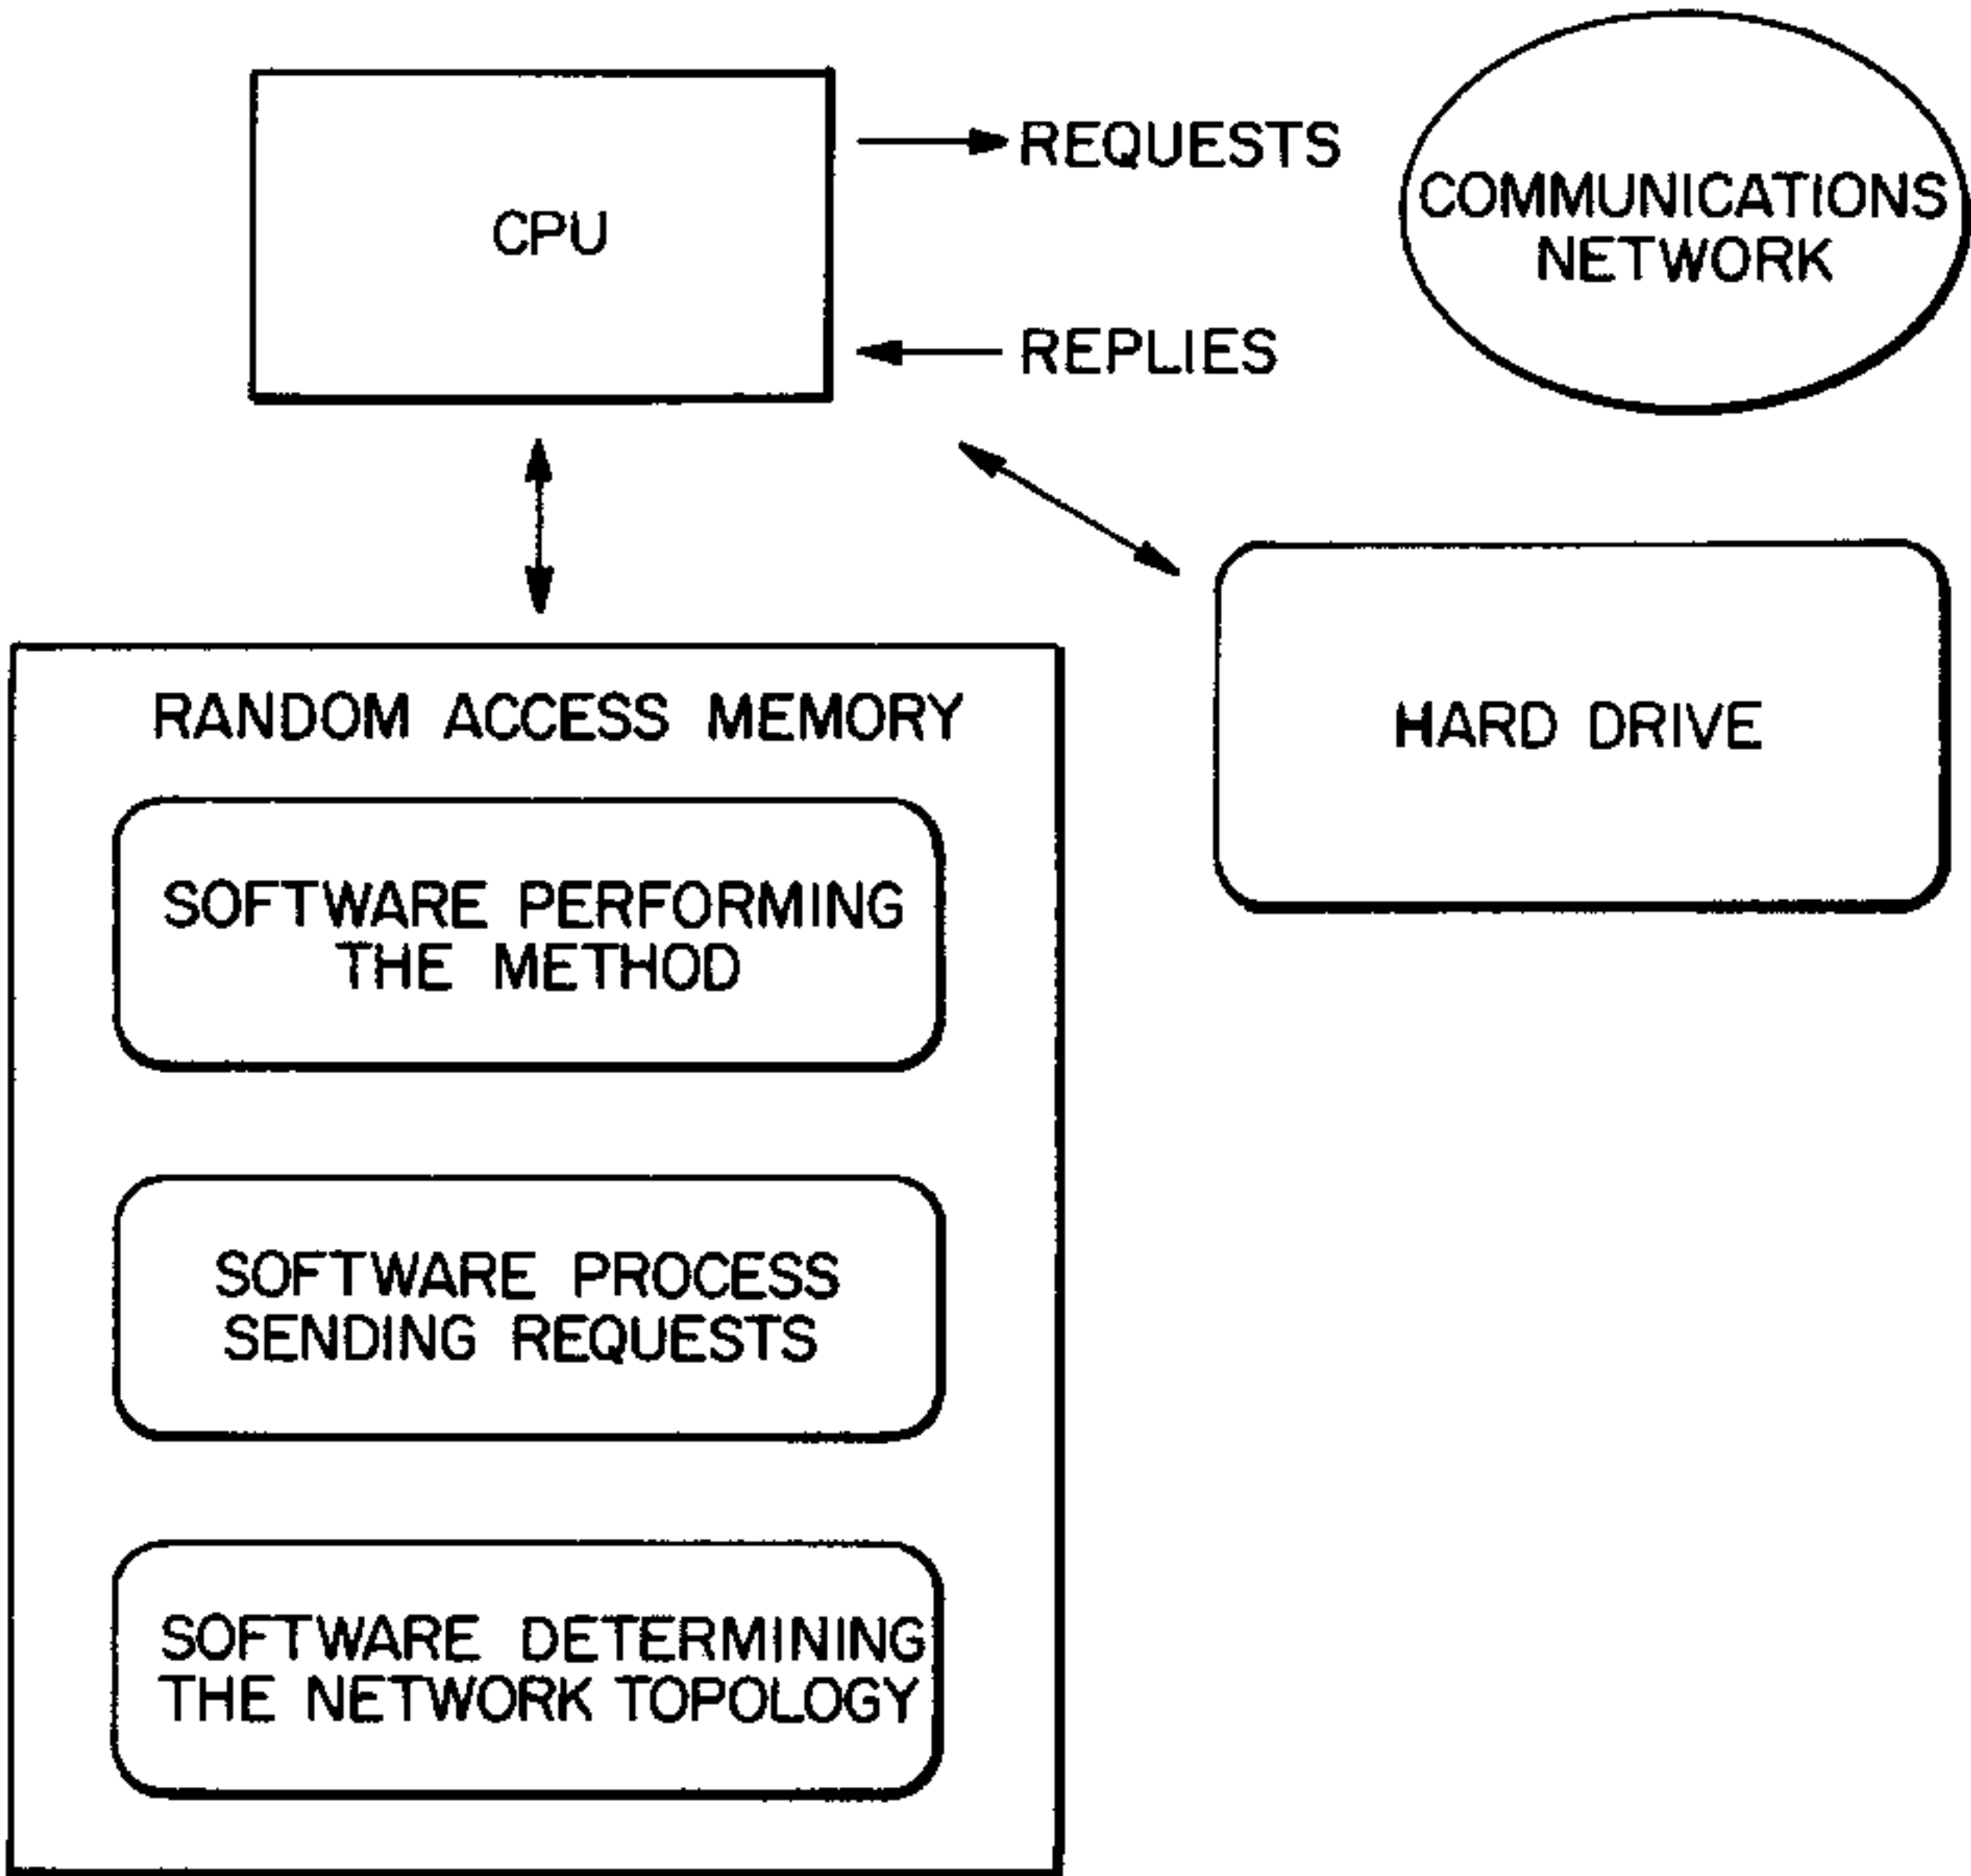 CPU
REQUESTS
REPLIES
COMMUNICATIONS
NETWORK
RANDOM ACCESS MEMORY
SOFTWARE PERFORMING
THE METHOD
SOFTWARE PROCESS
SENDING REQUESTS
SOFTWARE DETERMINING
THE NETWORK TOPOLOGY
HARD DRIVE